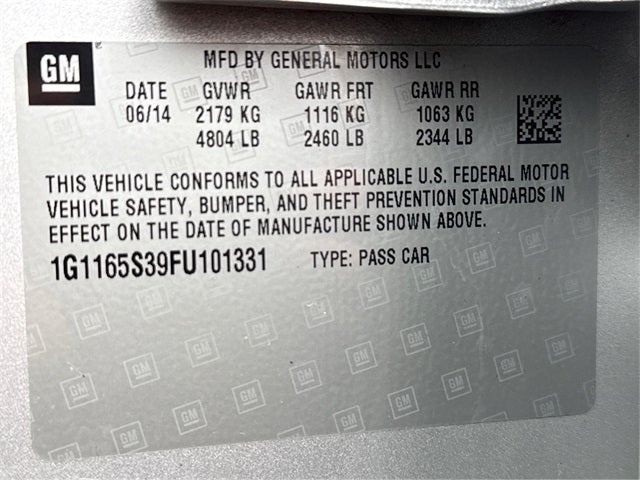 GM
MFD BY GENERAL MOTORS LLC
DATE GVWR GAWR FRT GAWR RR
06/14 2179 KG 1116 KG 1063 KG
4804 LB 2460 LB 2344 LB
THIS VEHICLE CONFORMS TO ALL APPLICABLE U.S. FEDERAL MOTOR
VEHICLE SAFETY, BUMPER, AND THEFT PREVENTION STANDARDS IN
EFFECT ON THE DATE OF MANUFACTURE SHOWN ABOVE.
1G1165S39FU101331 TYPE: PASS CAR